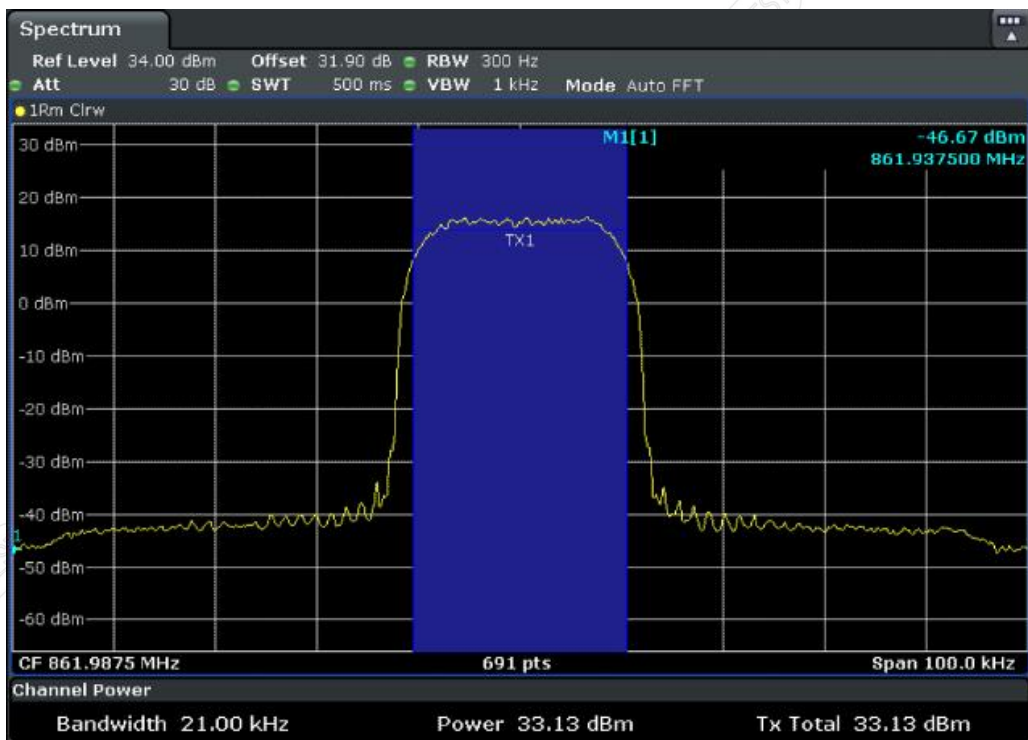 Spectrum
Ref Level 34.00 dBm Offset 31.90 dB RBW 300 Hz
Att 30 dB SWT 500 ms VBW 1 kHz Mode Auto FFT
1Rm Clrw
M1[1] -46.67 dBm
861.937500 MHz
30 dBm
20 dBm
TX1
10 dBm
0 dBm
-10 dBm
-20 dBm
-30 dBm
-40 dBm
1
-50 dBm
-60 dBm
CF 861.9875 MHz 691 pts Span 100.0 kHz
Channel Power
Bandwidth 21.00 kHz Power 33.13 dBm Tx Total 33.13 dBm